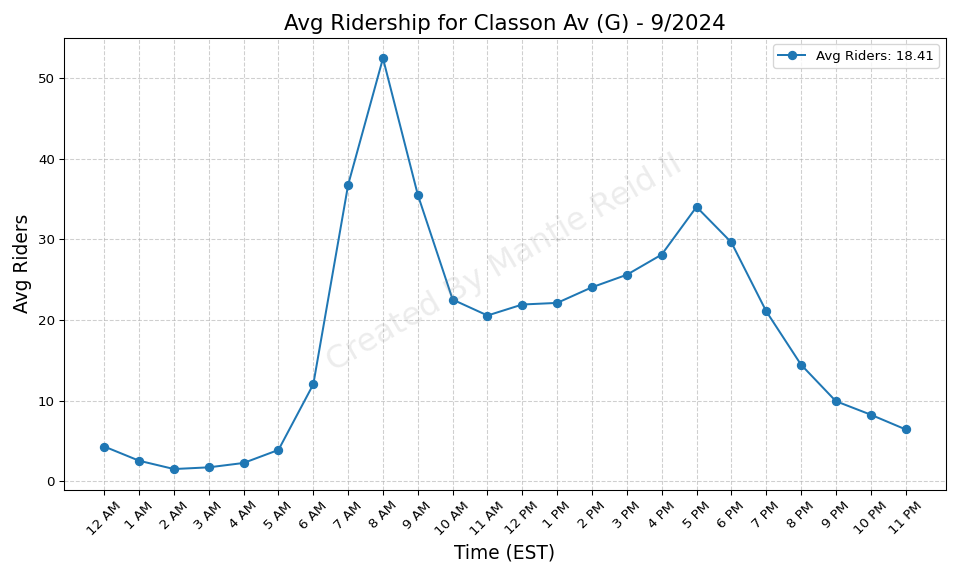 Avg Ridership for Classon Av (G) - 9/2024
Avg Riders: 18.41
Avg Riders
50
40
30
20
10
0
Created By Mantie Reid II
12 AM
1 AM
2 AM
3 AM
4 AM
5 AM
6 AM
7 AM
8 AM
9 AM
10 AM
11 AM
12 PM
1 PM
2 PM
3 PM
4 PM
5 PM
6 PM
7 PM
8 PM
9 PM
10 PM
11 PM
Time (EST)